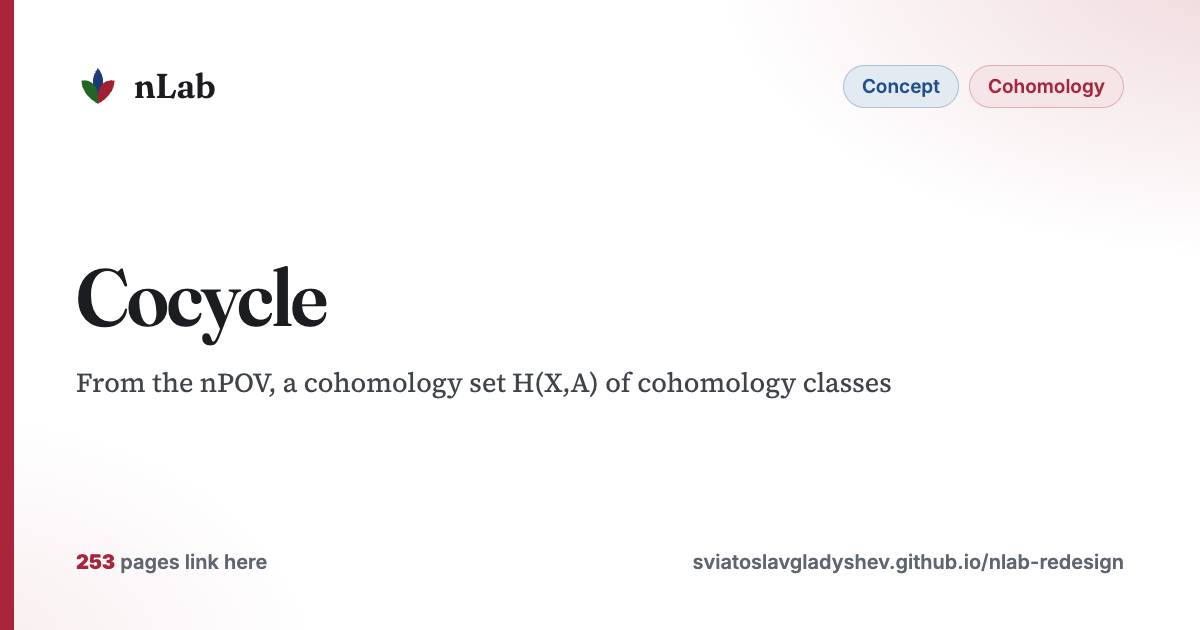 nLab
Concept
Cohomology
Cocycle
From the nPOV, a cohomology set H(X,A) of cohomology classes
253 pages link here
sviatoslavgladyshev.github.io/nlab-redesign